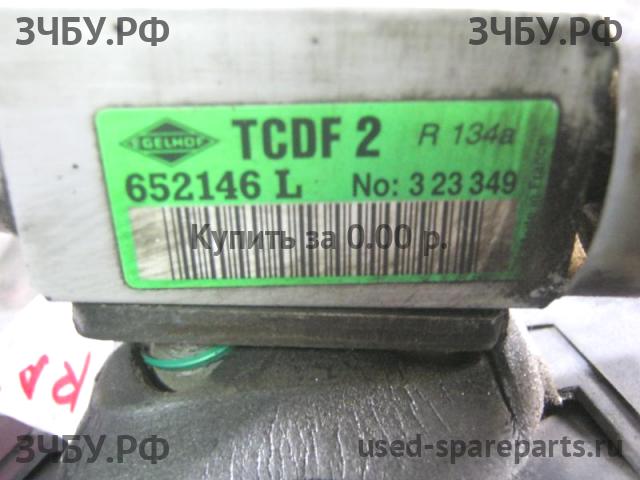 ЗЧБУ.РФ ЗЧБУ.РФ
EGELHOF TCDF 2 R 134a
652146 L No: 3 23 349
Купить за 0.00 р.
ЗЧБУ.РФ used-spareparts.ru